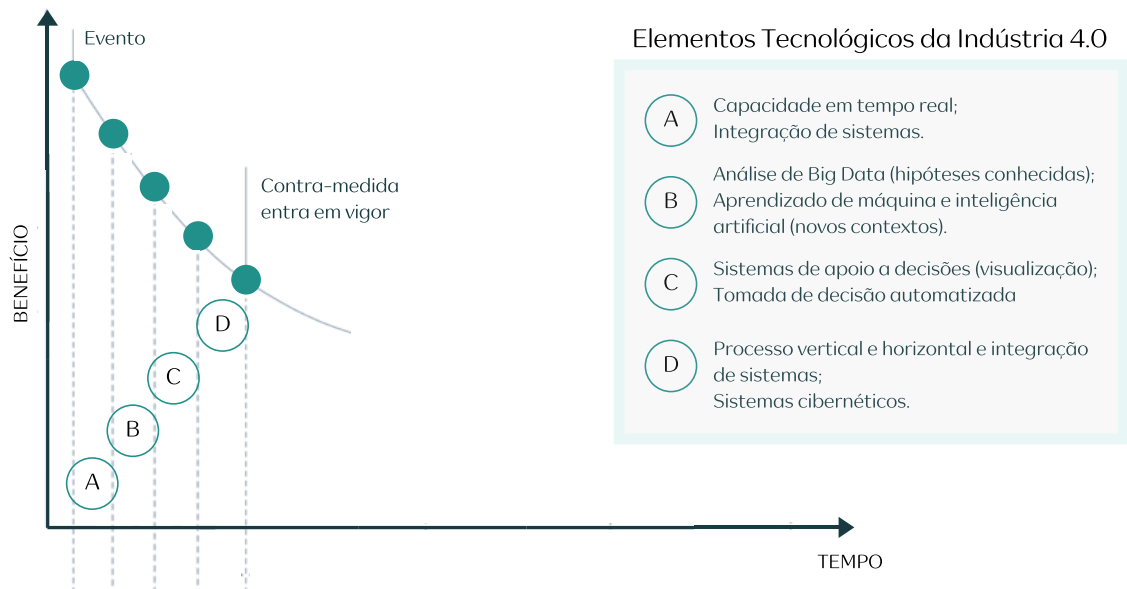 Evento
Contra-medida
entra em vigor
BENEFÍCIO
D
C
B
A
TEMPO
Elementos Tecnológicos da Indústria 4.0
A
Capacidade em tempo real;
Integração de sistemas.
B
Análise de Big Data (hipóteses conhecidas);
Aprendizado de máquina e inteligência
artificial (novos contextos).
C
Sistemas de apoio a decisões (visualização);
Tomada de decisão automatizada
D
Processo vertical e horizontal e integração
de sistemas;
Sistemas cibernéticos.